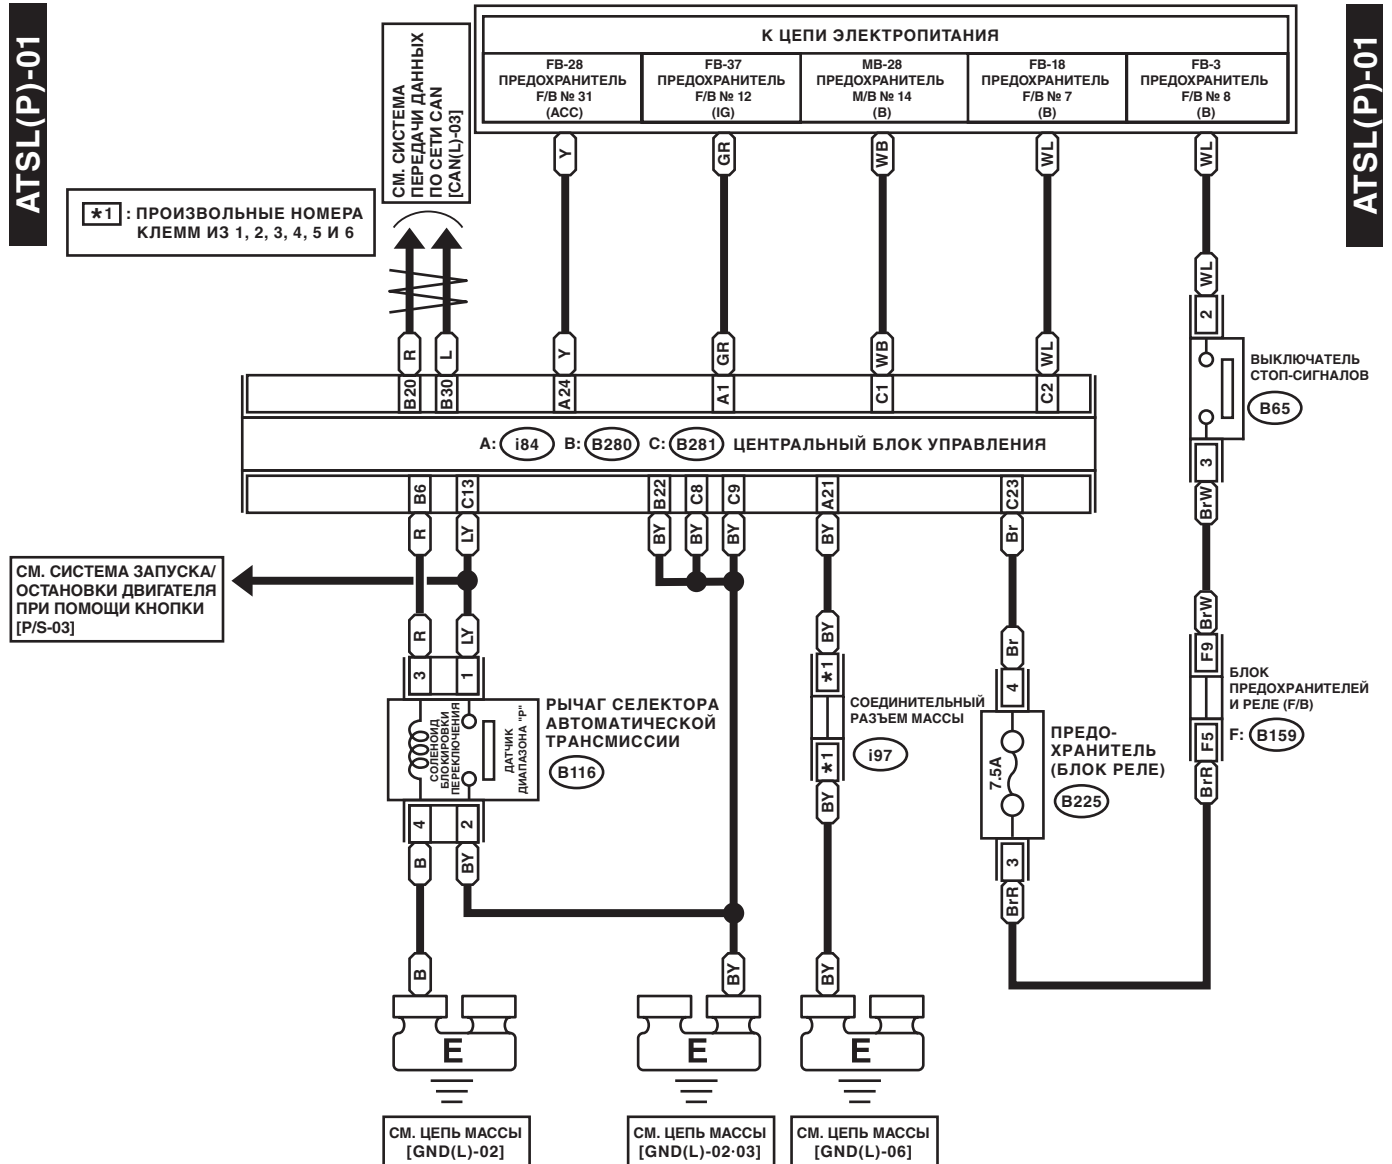 ATSL(P)-01
ATSL(P)-01
К ЦЕПИ ЭЛЕКТРОПИТАНИЯ
FB-28
ПРЕДОХРАНИТЕЛЬ
F/B № 31
(ACC)
FB-37
ПРЕДОХРАНИТЕЛЬ
F/B № 12
(IG)
MB-28
ПРЕДОХРАНИТЕЛЬ
M/B № 14
(B)
FB-18
ПРЕДОХРАНИТЕЛЬ
F/B № 7
(B)
FB-3
ПРЕДОХРАНИТЕЛЬ
F/B № 8
(B)
СМ. СИСТЕМА
ПЕРЕДАЧИ ДАННЫХ
ПО СЕТИ CAN
[CAN(L)-03]
*1 : ПРОИЗВОЛЬНЫЕ НОМЕРА
КЛЕММ ИЗ 1, 2, 3, 4, 5 И 6
Y
GR
WB
WL
WL
WL
2
R
L
Y
GR
WB
WL
B20
B30
A24
A1
C1
C2
ВЫКЛЮЧАТЕЛЬ
СТОП-СИГНАЛОВ
B65
3
BrW
A: i84 B: B280 C: B281 ЦЕНТРАЛЬНЫЙ БЛОК УПРАВЛЕНИЯ
B6
C13
B22
C8
C9
A21
C23
R
LY
BY
BY
BY
BY
Br
СМ. СИСТЕМА ЗАПУСКА/
ОСТАНОВКИ ДВИГАТЕЛЯ
ПРИ ПОМОЩИ КНОПКИ
[P/S-03]
R
LY
BY
Br
BrW
3
1
*1
4
F9
СОЛЕНОИД
БЛОКИРОВКИ
ПЕРЕКЛЮЧЕНИЯ
ДАТЧИК
ДИАПАЗОНА "P"
РЫЧАГ СЕЛЕКТОРА
АВТОМАТИЧЕСКОЙ
ТРАНСМИССИИ
B116
СОЕДИНИТЕЛЬНЫЙ
РАЗЪЕМ МАССЫ
i97
*1
BY
7.5A
ПРЕДО-
ХРАНИТЕЛЬ
(БЛОК РЕЛЕ)
B225
БЛОК
ПРЕДОХРАНИТЕЛЕЙ
И РЕЛЕ (F/B)
F: B159
F5
BrR
4
2
3
B
BY
BrR
B
BY
BY
E
E
E
СМ. ЦЕПЬ МАССЫ
[GND(L)-02]
СМ. ЦЕПЬ МАССЫ
[GND(L)-02·03]
СМ. ЦЕПЬ МАССЫ
[GND(L)-06]